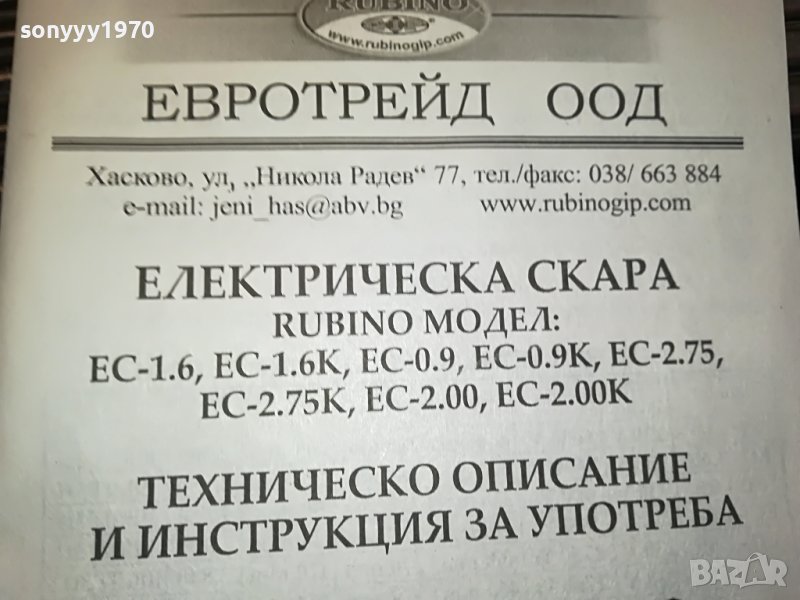 sonyyy1970
RUBINO
www.rubinogip.com
ЕВРОТРЕЙД ООД
Хасково, ул, „Никола Радев“ 77, тел./факс: 038/ 663 884
e-mail: jeni_has@abv.bg www.rubinogip.com
ЕЛЕКТРИЧЕСКА СКАРА
RUBINO МОДЕЛ:
ЕС-1.6, ЕС-1.6К, ЕС-0.9, ЕС-0.9К, ЕС-2.75,
ЕС-2.75К, ЕС-2.00, ЕС-2.00К
ТЕХНИЧЕСКО ОПИСАНИЕ
И ИНСТРУКЦИЯ ЗА УПОТРЕБА
BAZAR